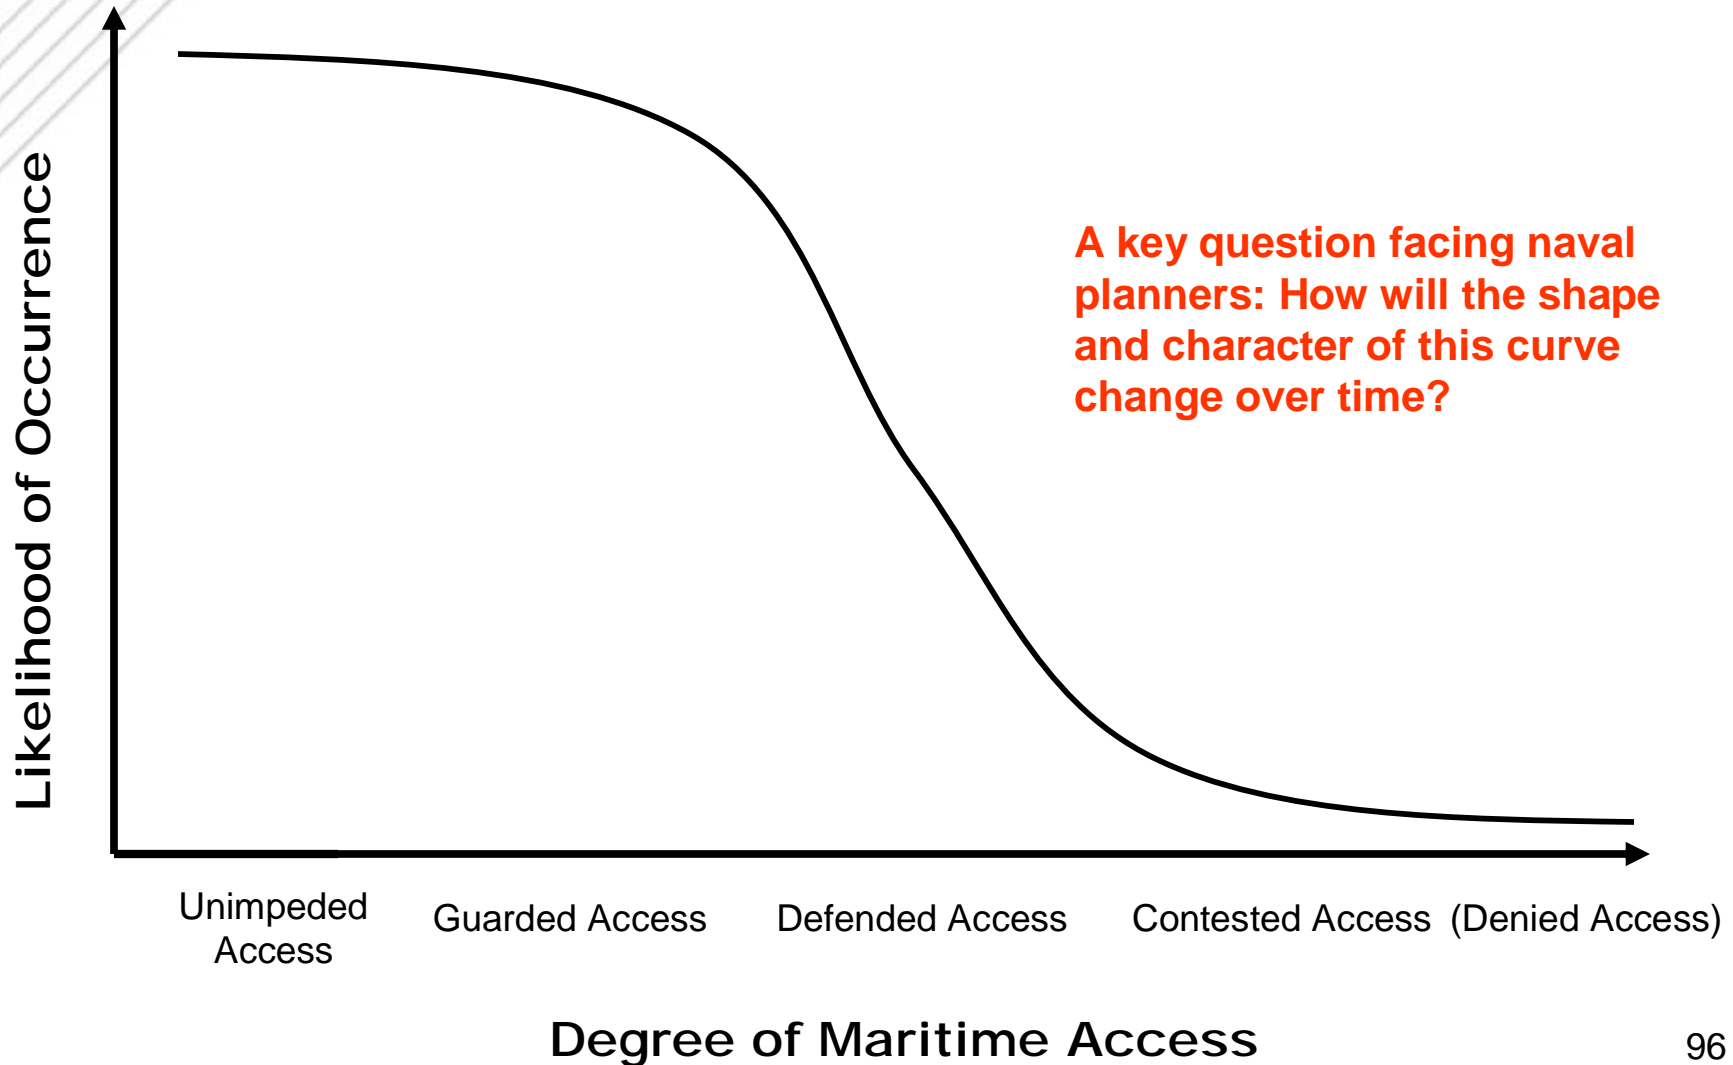 Likelihood of Occurrence
A key question facing naval
planners: How will the shape
and character of this curve
change over time?
Unimpeded
Access
Guarded Access
Defended Access
Contested Access
(Denied Access)
Degree of Maritime Access
96